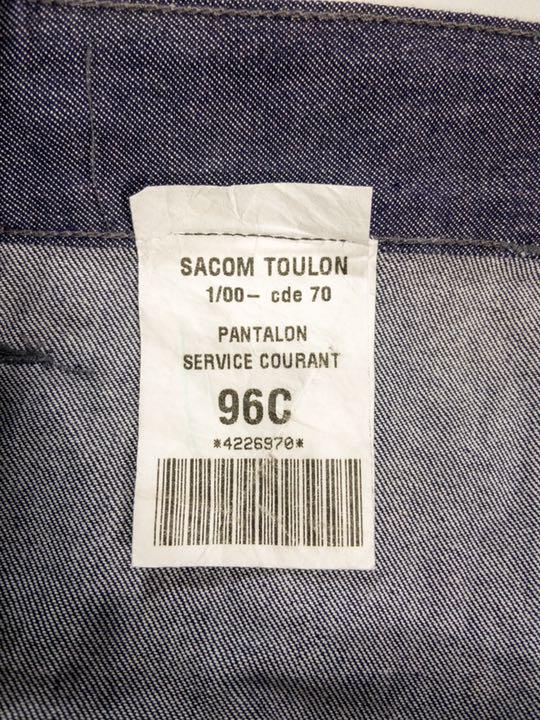 SACOM TOULON
1/00- cde 70
PANTALON
SERVICE COURANT
96C
*4226970*